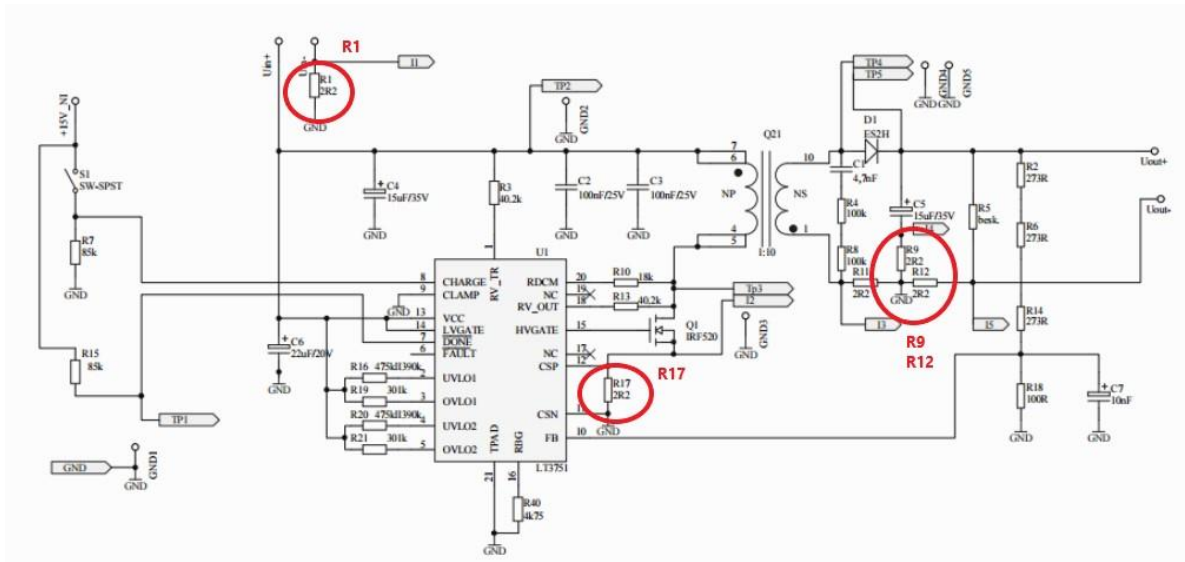 R1
Uin+
I1
R1
2R2
GND
+15V_NI
S1
SW-SPST
R7
85k
GND
R15
85k
TP1
GND
GND1
GND
C4
15uF/35V
GND
R3
40.2k
TP2
GND2
GND
C2
100nF/25V
GND
C3
100nF/25V
GND
7
6
4
5
NP
Q21
NS
10
1
1:10
TP4
TP5
GND4
GND5
GND
GND
D1
ES2H
C1
4,7nF
R4
100k
R8
100k
R11
2R2
C5
15uF/35V
R9
2R2
R12
2R2
GND
R5
besk.
R2
273R
R6
273R
R14
273R
R18
100R
GND
C7
10nF
GND
Uout+
Uout-
I3
I5
R9
R12
U1
1
RV_TR
8 CHARGE
9 CLAMP
GND
13 VCC
14 LVGATE
7 DONE
6 FAULT
2 UVLO1
3 OVLO1
4 UVLO2
5 OVLO2
RDCM 20
NC 19
RV_OUT 18
HVGATE 15
NC 17
CSP 12
CSN
FB 10
TPAD
RBG
21
16
LT3751
R10 18k
R13 40,2k
Tp3
I2
GND3
GND
Q1
IRF520
R17
R17
2R2
GND
C6
22uF/20V
GND
R16
R19 301k
R20
R21 301k
R40
4k75
GND